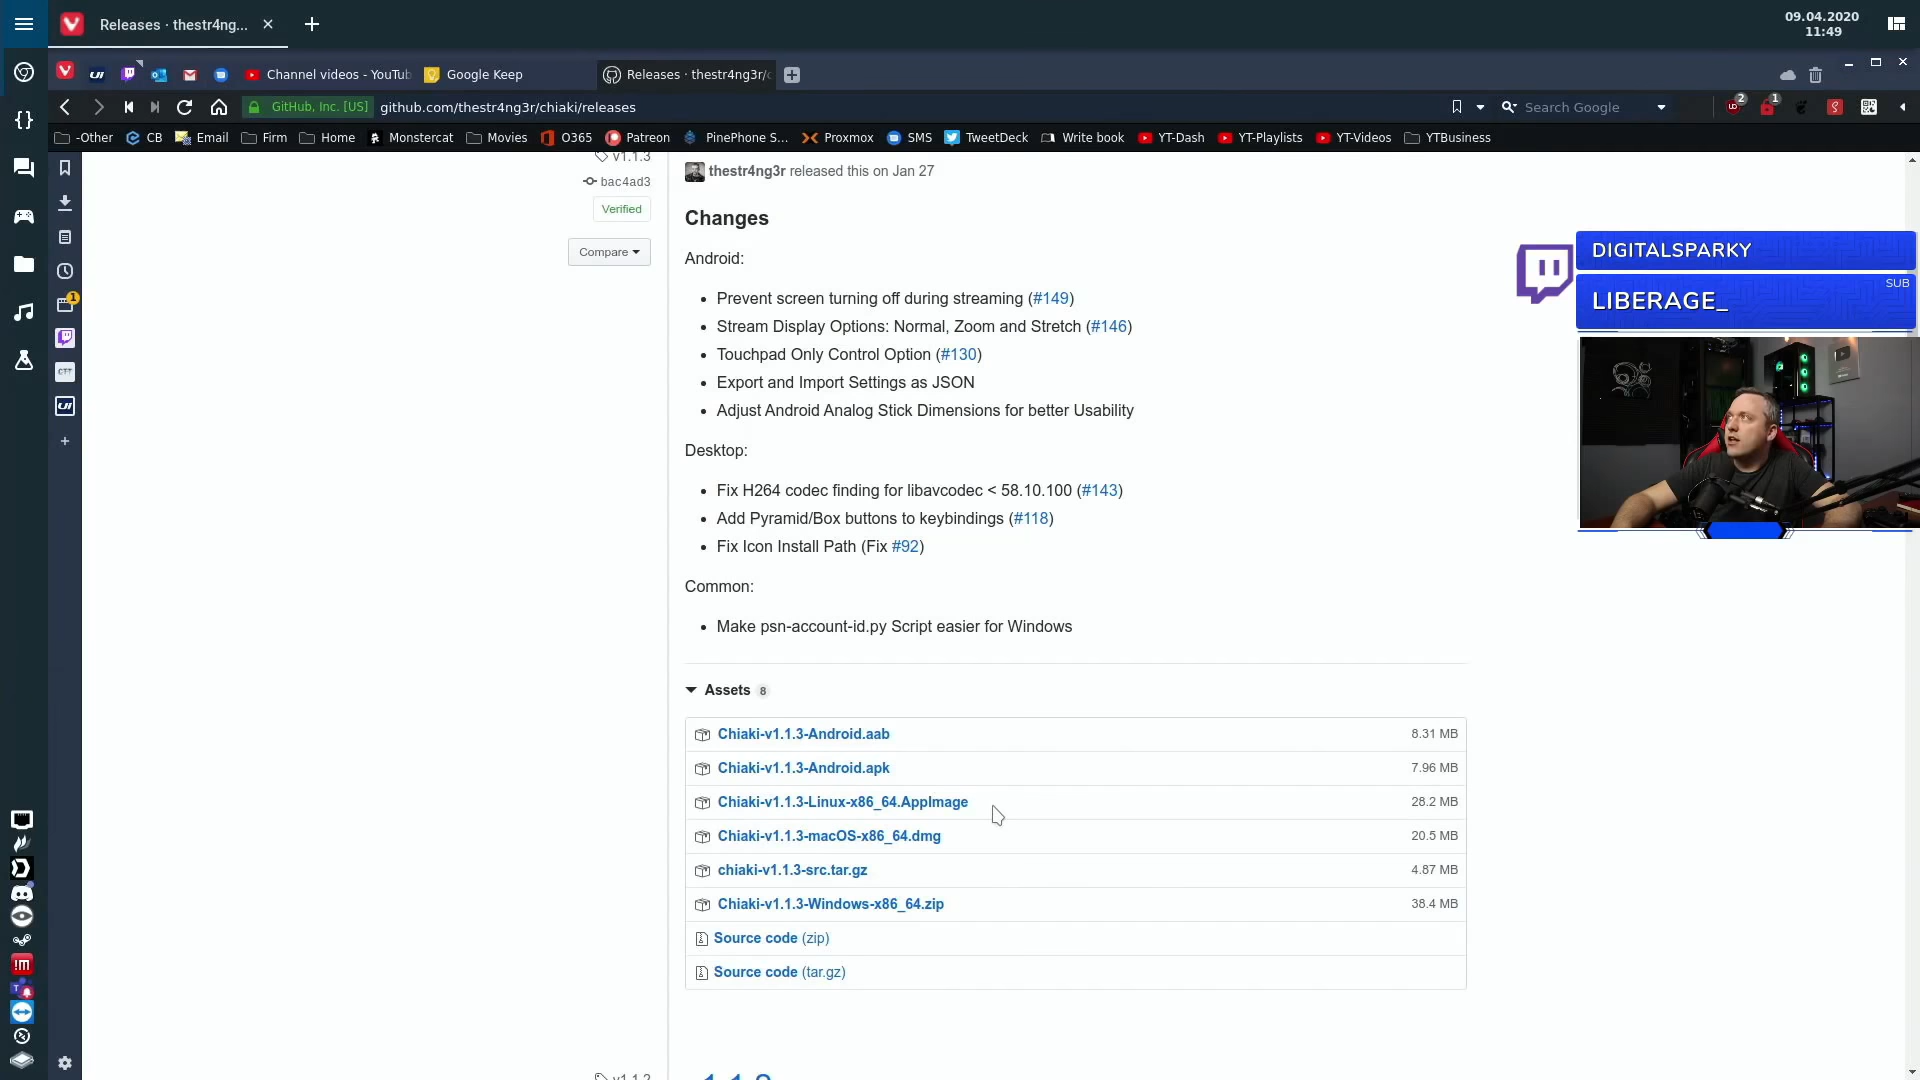 Releases · thestr4ng...
09.04.2020
11:49
Channel videos - YouTub
Google Keep
Releases · thestr4ng3r/c
GitHub, Inc. [US]
github.com/thestr4ng3r/chiaki/releases
Search Google
2
1
-Other
CB
Email
Firm
Home
Monstercat
Movies
O365
Patreon
PinePhone S...
Proxmox
SMS
TweetDeck
Write book
YT-Dash
YT-Playlists
YT-Videos
YTBusiness
v1.1.3
bac4ad3
Verified
Compare
thestr4ng3r released this on Jan 27
Changes
Android:
Prevent screen turning off during streaming (#149)
Stream Display Options: Normal, Zoom and Stretch (#146)
Touchpad Only Control Option (#130)
Export and Import Settings as JSON
Adjust Android Analog Stick Dimensions for better Usability
Desktop:
Fix H264 codec finding for libavcodec < 58.10.100 (#143)
Add Pyramid/Box buttons to keybindings (#118)
Fix Icon Install Path (Fix #92)
Common:
Make psn-account-id.py Script easier for Windows
Assets 8
Chiaki-v1.1.3-Android.aab 8.31 MB
Chiaki-v1.1.3-Android.apk 7.96 MB
Chiaki-v1.1.3-Linux-x86_64.AppImage 28.2 MB
Chiaki-v1.1.3-macOS-x86_64.dmg 20.5 MB
chiaki-v1.1.3-src.tar.gz 4.87 MB
Chiaki-v1.1.3-Windows-x86_64.zip 38.4 MB
Source code (zip)
Source code (tar.gz)
v1.1.2
1.1.2
DIGITALSPARKY
SUB
LIBERAGE_
1
CTT